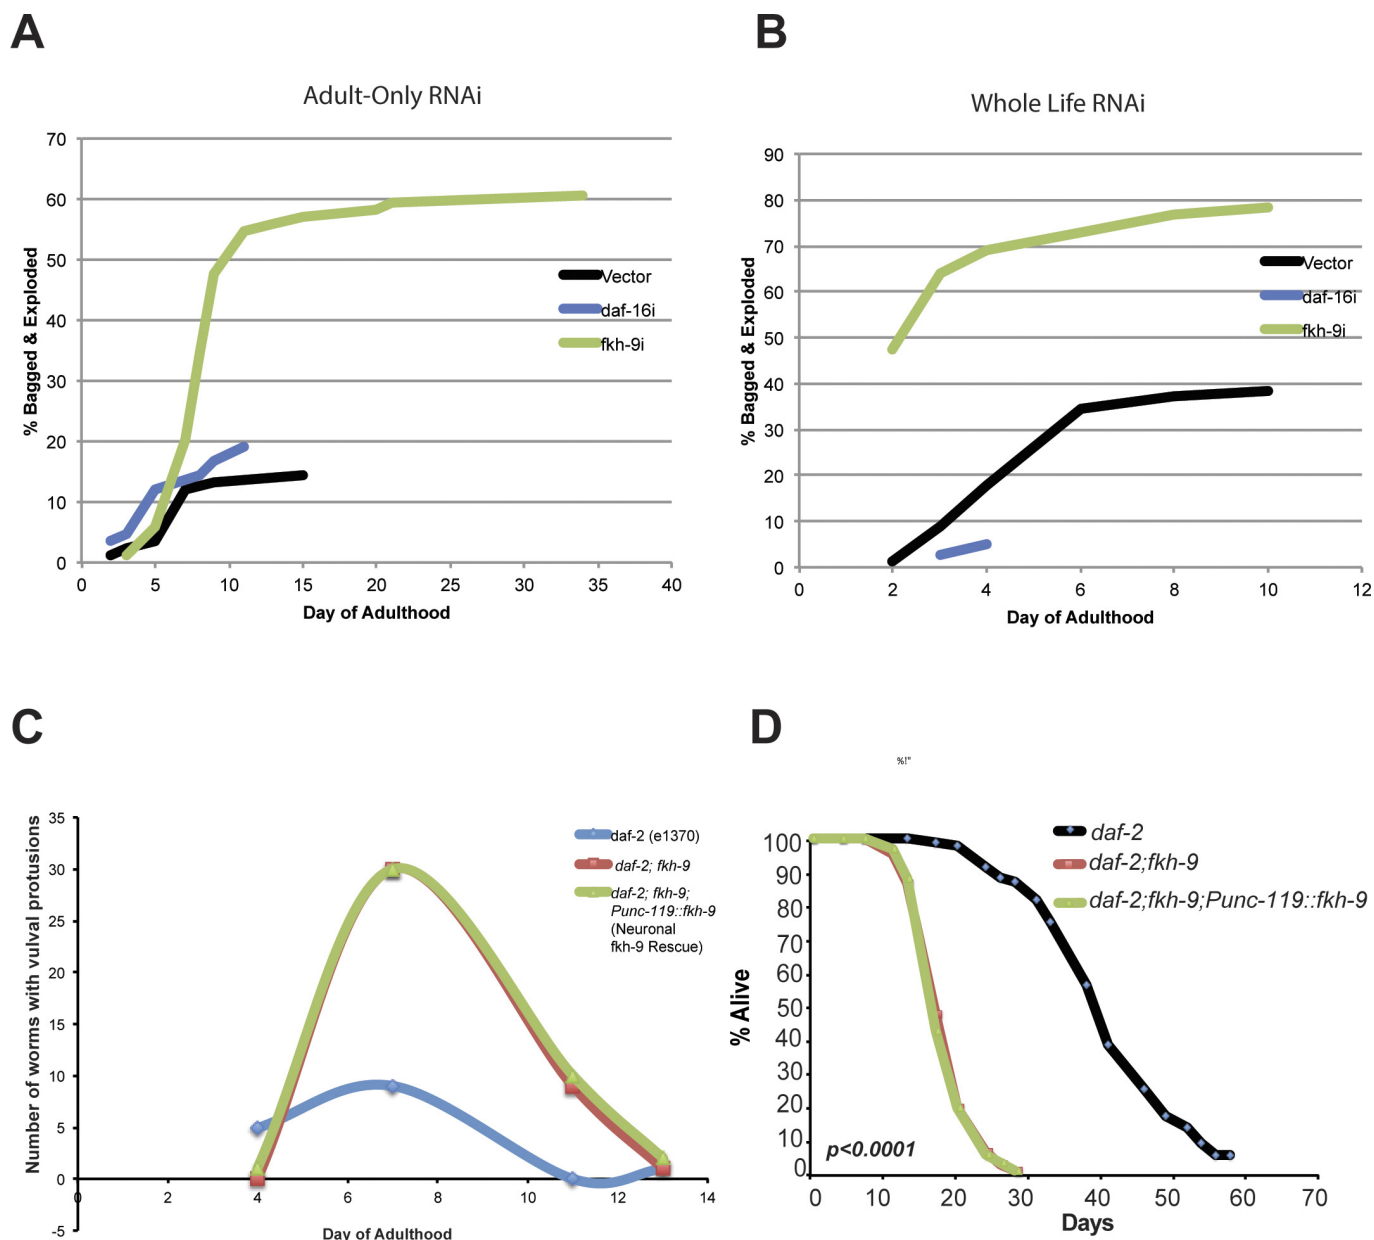 A
Adult-Only RNAi
% Bagged & Exploded
70
60
50
40
30
20
10
0
0 5 10 15 20 25 30 35 40
Day of Adulthood
Vector
daf-16i
fkh-9i
B
Whole Life RNAi
% Bagged & Exploded
90
80
70
60
50
40
30
20
10
0
0 2 4 6 8 10 12
Day of Adulthood
Vector
daf-16i
fkh-9i
C
Number of worms with vulval protusions
35
30
25
20
15
10
5
0
-5
0 2 4 6 8 10 12 14
Day of Adulthood
daf-2 (e1370)
daf-2; fkh-9
daf-2; fkh-9;
Punc-119::fkh-9
(Neuronal
fkh-9 Rescue)
D
%!"
% Alive
100
90
80
70
60
50
40
30
20
10
0
0 10 20 30 40 50 60 70
Days
p<0.0001
daf-2
daf-2;fkh-9
daf-2;fkh-9;Punc-119::fkh-9